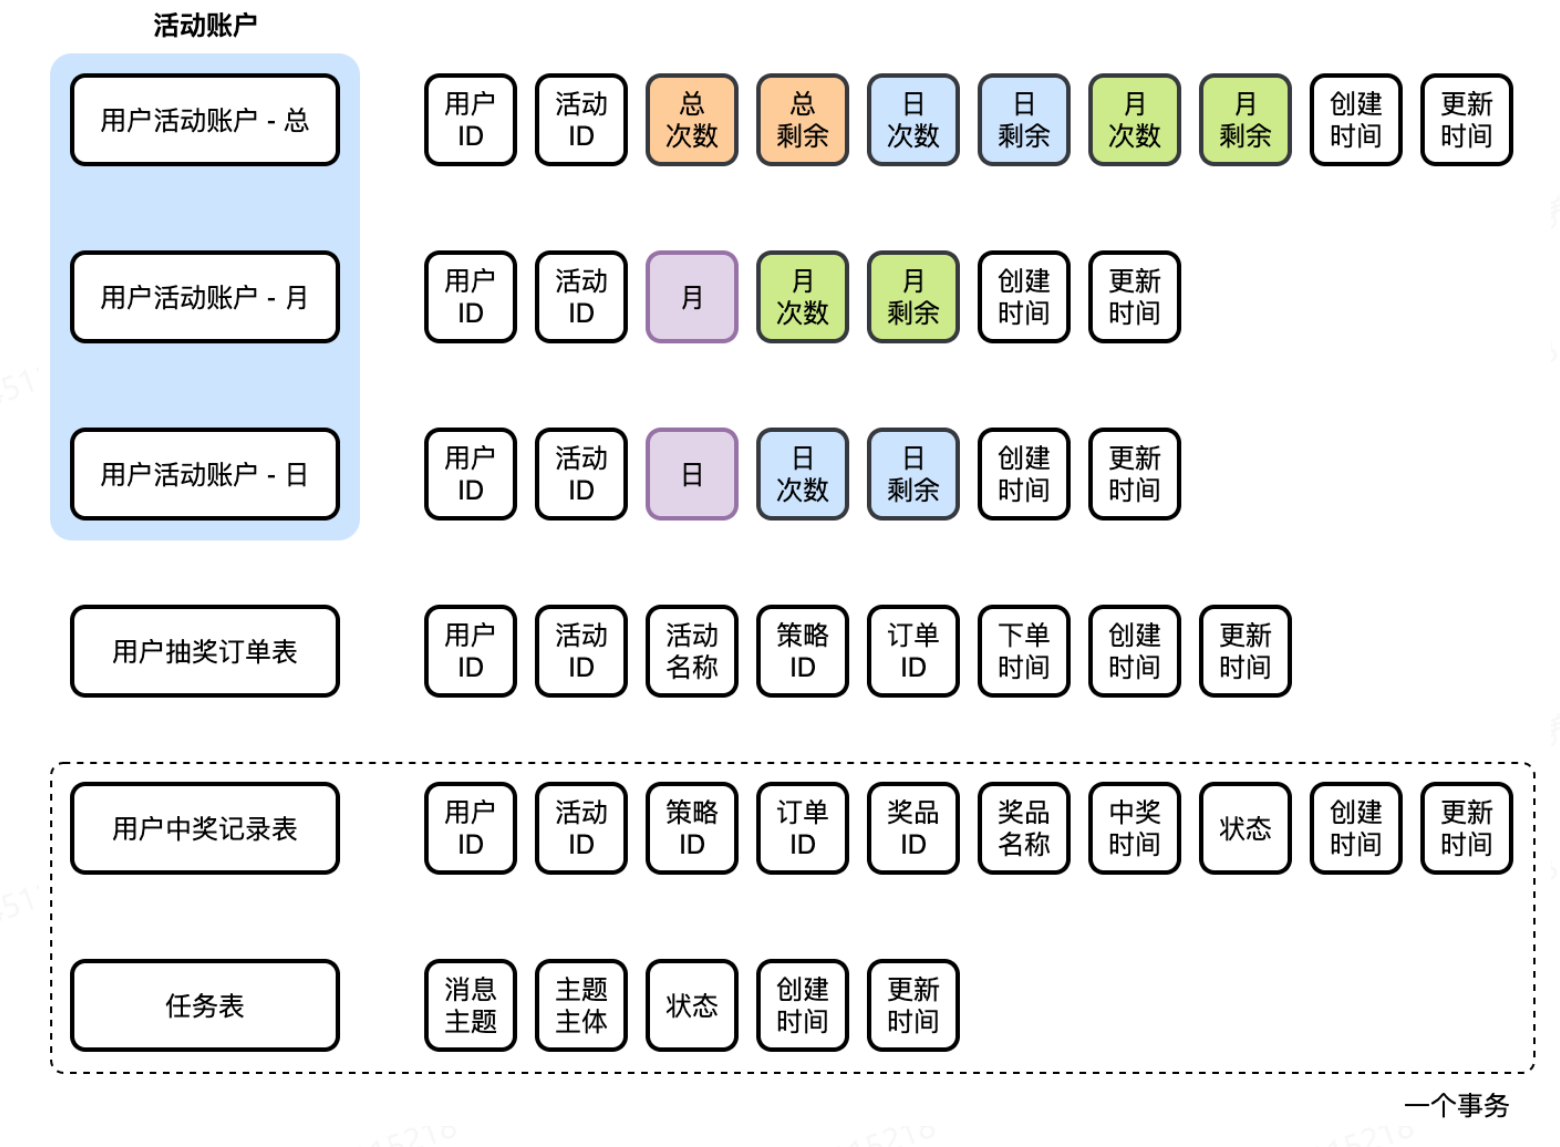 活动账户
用户活动账户 - 总
用户
ID
活动
ID
总
次数
总
剩余
日
次数
日
剩余
月
次数
月
剩余
创建
时间
更新
时间
用户活动账户 - 月
用户
ID
活动
ID
月
月
次数
月
剩余
创建
时间
更新
时间
用户活动账户 - 日
用户
ID
活动
ID
日
日
次数
日
剩余
创建
时间
更新
时间
用户抽奖订单表
用户
ID
活动
ID
活动
名称
策略
ID
订单
ID
下单
时间
创建
时间
更新
时间
用户中奖记录表
用户
ID
活动
ID
策略
ID
订单
ID
奖品
ID
奖品
名称
中奖
时间
状态
创建
时间
更新
时间
任务表
消息
主题
主题
主体
状态
创建
时间
更新
时间
一个事务